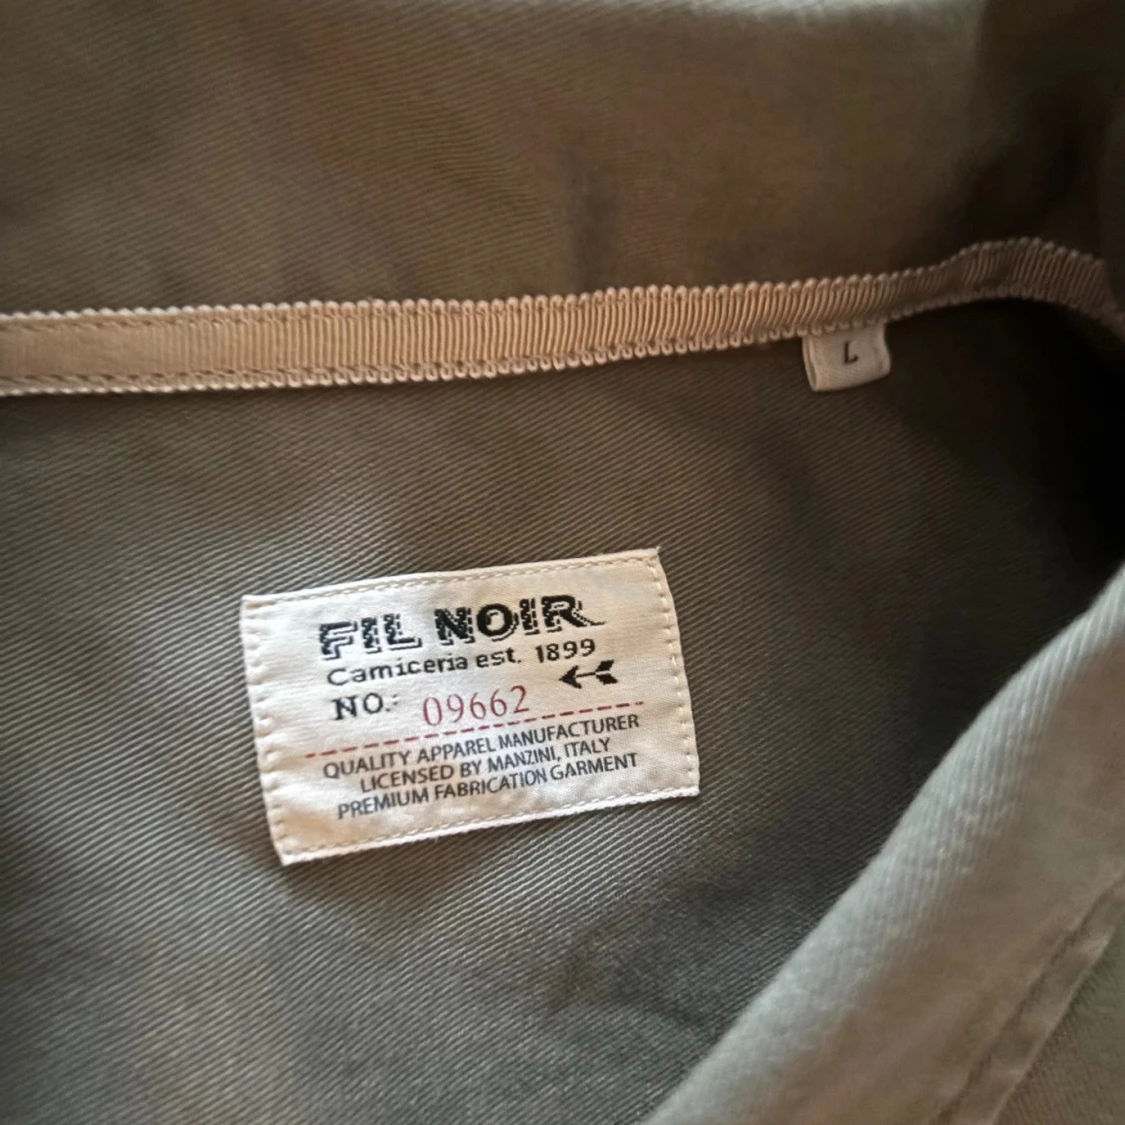 L
FIL NOIR
Camiceria est. 1899
NO.: 09662
QUALITY APPAREL MANUFACTURER
LICENSED BY MANZINI, ITALY
PREMIUM FABRICATION GARMENT